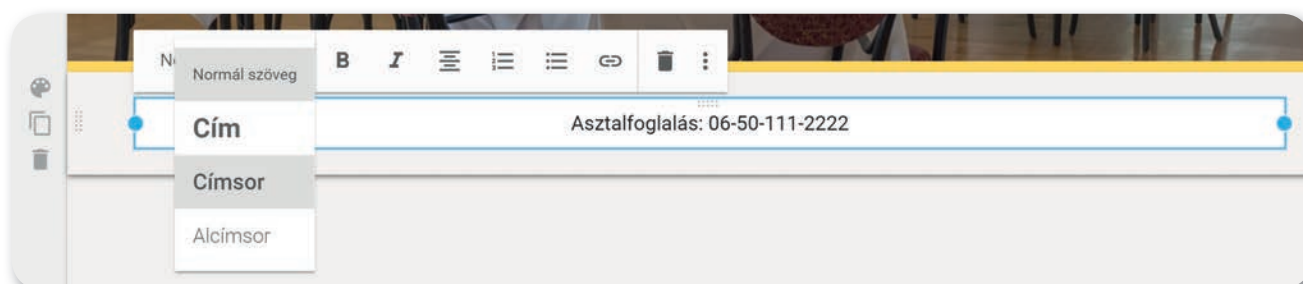 Normál szöveg
B I
Cím
Asztalfoglalás: 06-50-111-2222
Címsor
Alcímsor